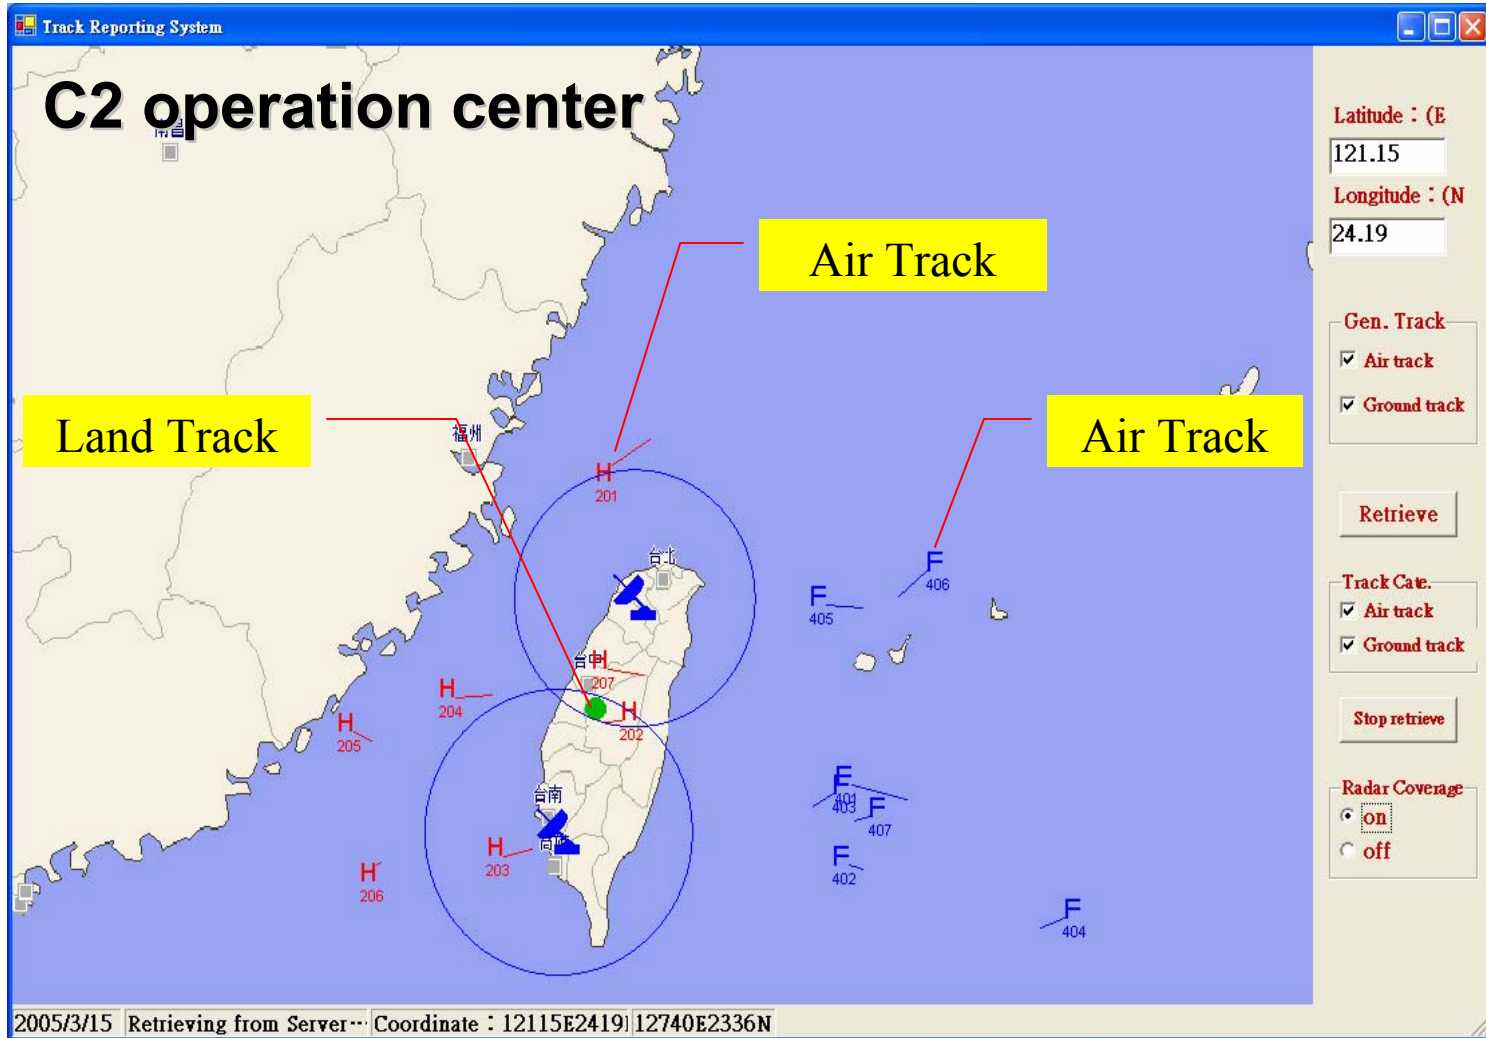 Track Reporting System
C2 operation center
南昌
Latitude：(E
121.15
Longitude：(N
24.19
Air Track
Gen. Track
Air track
Ground track
Land Track
福州
Air Track
H
201
Retrieve
台北
F
406
F
405
Track Cate.
Air track
Ground track
台中
H
207
H
204
H
202
H
205
Stop retrieve
F
401
F
403
F
407
Radar Coverage
on
off
台南
H
203
F
402
H
206
F
404
2005/3/15
Retrieving from Server···
Coordinate：12115E2419
12740E2336N